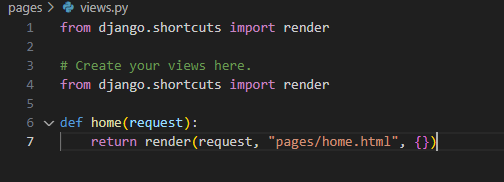 pages > views.py
1 from django.shortcuts import render
2
3 # Create your views here.
4 from django.shortcuts import render
5
6 def home(request):
7     return render(request, "pages/home.html", {})